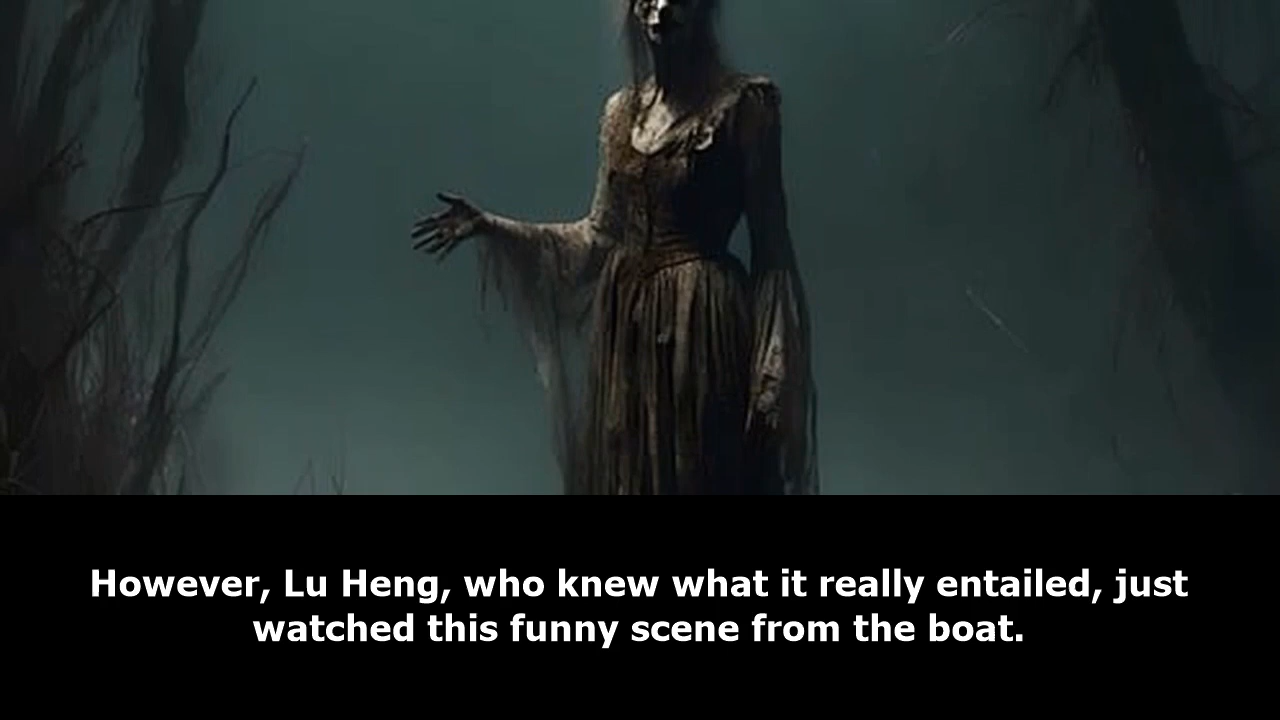 However, Lu Heng, who knew what it really entailed, just
watched this funny scene from the boat.